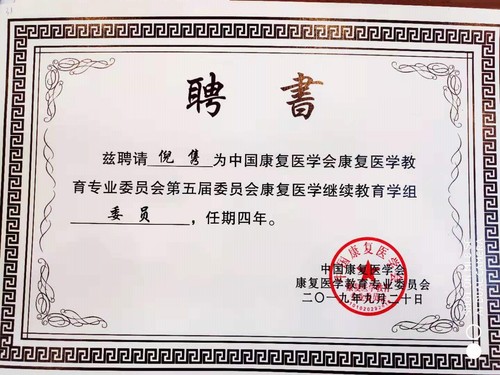 聘书
兹聘请 倪隽 为中国康复医学会康复医学教
育专业委员会第五届委员会康复医学继续教育学组
委员，任期四年。
中国康复医学会
康复医学教育专业委员会
二〇一九年九月二十日